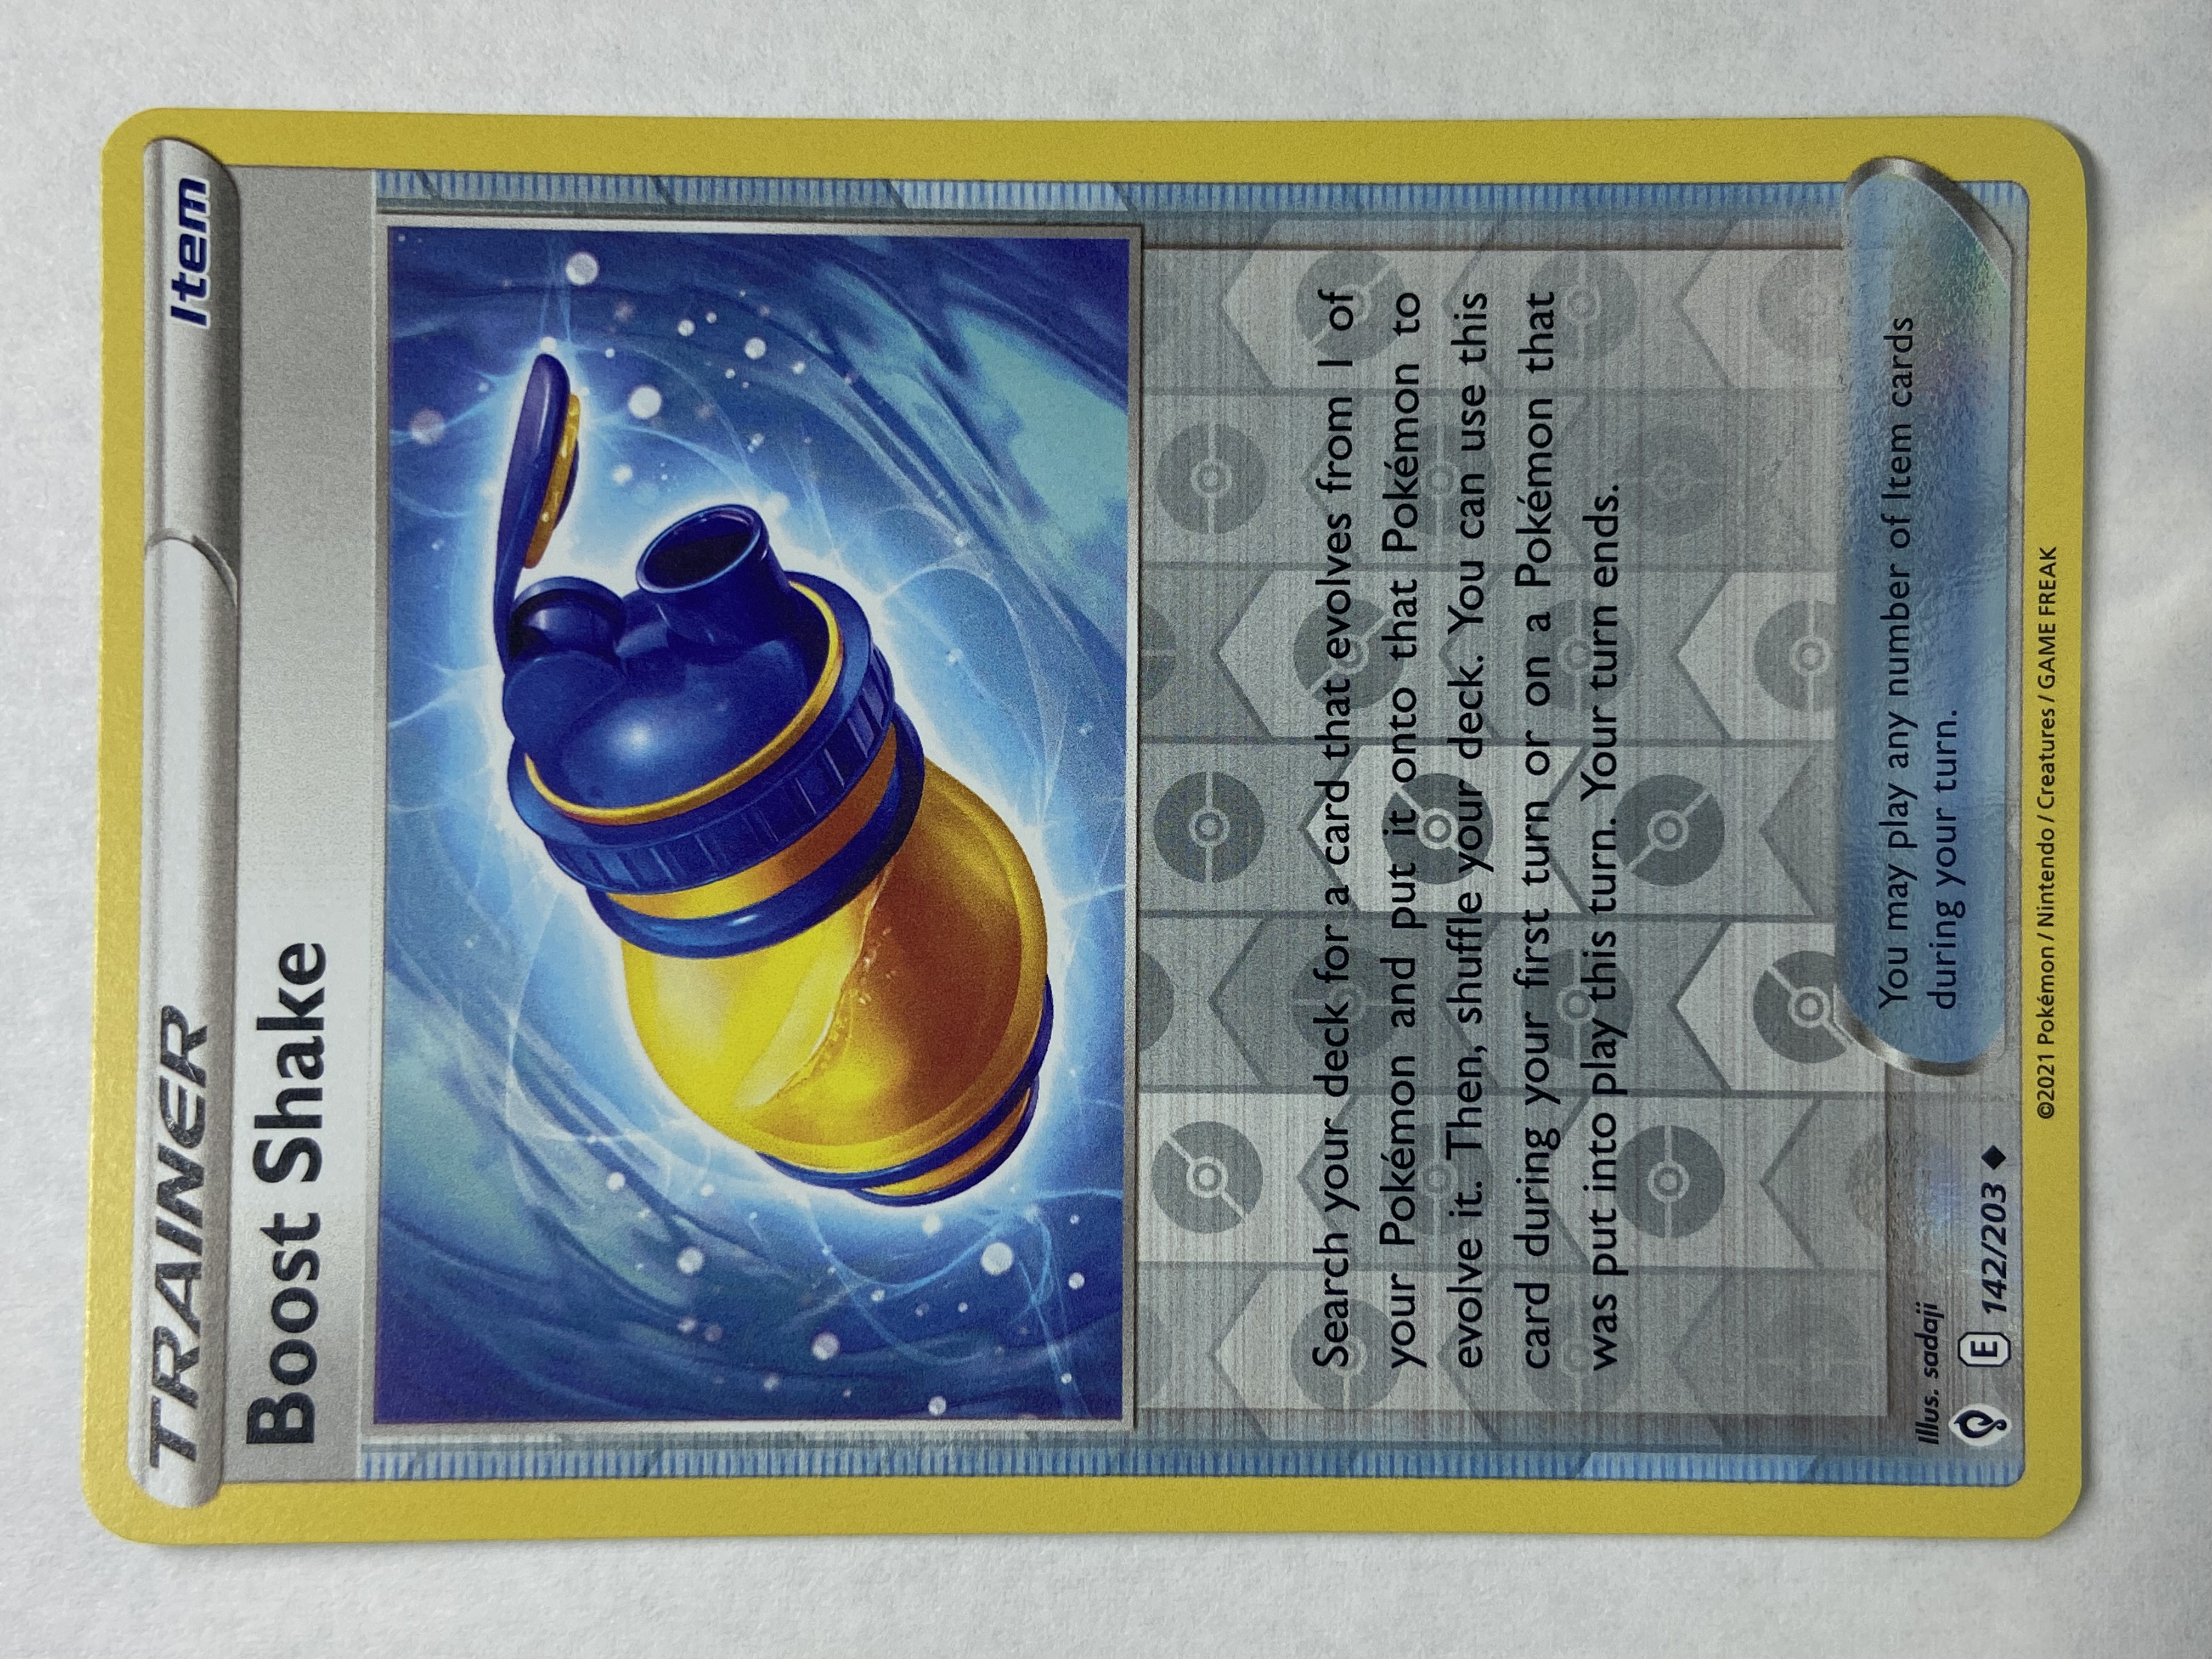 TRAINER
Item
Boost Shake
Search your deck for a card that evolves from 1 of
your Pokémon and put it onto that Pokémon to
evolve it. Then, shuffle your deck. You can use this
card during your first turn or on a Pokémon that
was put into play this turn. Your turn ends.
You may play any number of Item cards
during your turn.
Illus. sadaji
E 142/203 ◆
©2021 Pokémon / Nintendo / Creatures / GAME FREAK